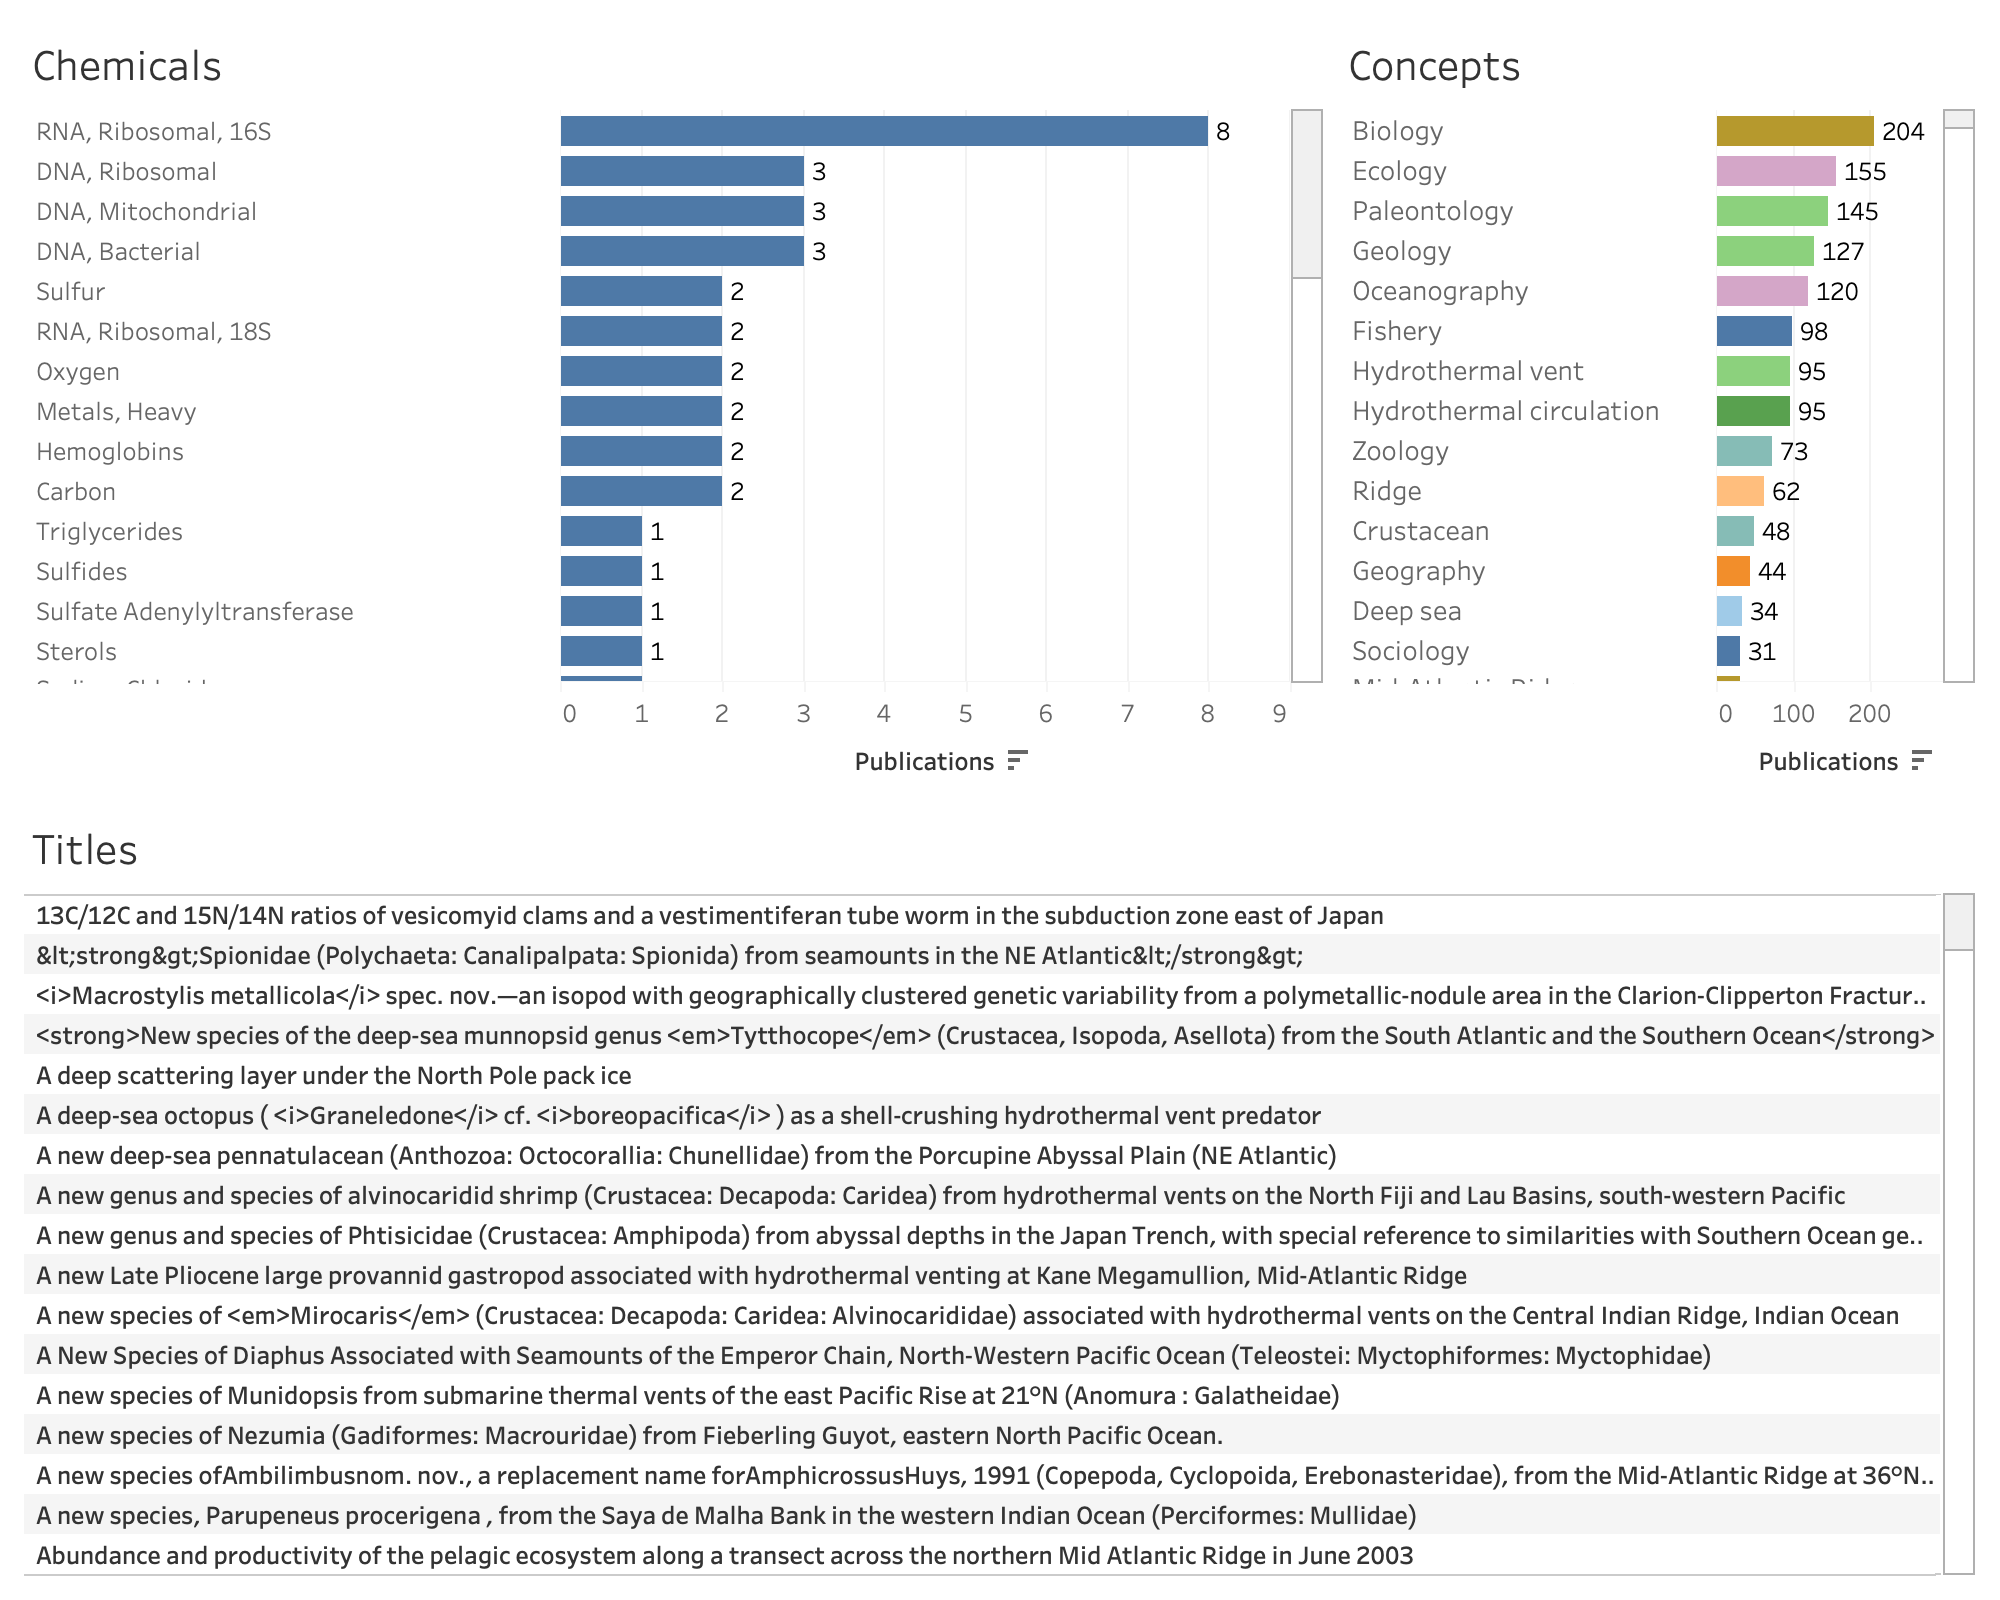 Chemicals
RNA, Ribosomal, 16S 8
DNA, Ribosomal 3
DNA, Mitochondrial 3
DNA, Bacterial 3
Sulfur 2
RNA, Ribosomal, 18S 2
Oxygen 2
Metals, Heavy 2
Hemoglobins 2
Carbon 2
Triglycerides 1
Sulfides 1
Sulfate Adenylyltransferase 1
Sterols 1
0 1 2 3 4 5 6 7 8 9
Publications
Concepts
Biology 204
Ecology 155
Paleontology 145
Geology 127
Oceanography 120
Fishery 98
Hydrothermal vent 95
Hydrothermal circulation 95
Zoology 73
Ridge 62
Crustacean 48
Geography 44
Deep sea 34
Sociology 31
0 100 200
Publications
Titles
13C/12C and 15N/14N ratios of vesicomyid clams and a vestimentiferan tube worm in the subduction zone east of Japan
&lt;strong&gt;Spionidae (Polychaeta: Canalipalpata: Spionida) from seamounts in the NE Atlantic&lt;/strong&gt;
<i>Macrostylis metallicola</i> spec. nov.—an isopod with geographically clustered genetic variability from a polymetallic-nodule area in the Clarion-Clipperton Fractur..
<strong>New species of the deep-sea munnopsid genus <em>Tytthocope</em> (Crustacea, Isopoda, Asellota) from the South Atlantic and the Southern Ocean</strong>
A deep scattering layer under the North Pole pack ice
A deep-sea octopus ( <i>Graneledone</i> cf. <i>boreopacifica</i> ) as a shell-crushing hydrothermal vent predator
A new deep-sea pennatulacean (Anthozoa: Octocorallia: Chunellidae) from the Porcupine Abyssal Plain (NE Atlantic)
A new genus and species of alvinocaridid shrimp (Crustacea: Decapoda: Caridea) from hydrothermal vents on the North Fiji and Lau Basins, south-western Pacific
A new genus and species of Phtisicidae (Crustacea: Amphipoda) from abyssal depths in the Japan Trench, with special reference to similarities with Southern Ocean ge..
A new Late Pliocene large provannid gastropod associated with hydrothermal venting at Kane Megamullion, Mid-Atlantic Ridge
A new species of <em>Mirocaris</em> (Crustacea: Decapoda: Caridea: Alvinocarididae) associated with hydrothermal vents on the Central Indian Ridge, Indian Ocean
A New Species of Diaphus Associated with Seamounts of the Emperor Chain, North-Western Pacific Ocean (Teleostei: Myctophiformes: Myctophidae)
A new species of Munidopsis from submarine thermal vents of the east Pacific Rise at 21°N (Anomura : Galatheidae)
A new species of Nezumia (Gadiformes: Macrouridae) from Fieberling Guyot, eastern North Pacific Ocean.
A new species ofAmbilimbusnom. nov., a replacement name forAmphicrossusHuys, 1991 (Copepoda, Cyclopoida, Erebonasteridae), from the Mid-Atlantic Ridge at 36°N..
A new species, Parupeneus procerigena , from the Saya de Malha Bank in the western Indian Ocean (Perciformes: Mullidae)
Abundance and productivity of the pelagic ecosystem along a transect across the northern Mid Atlantic Ridge in June 2003